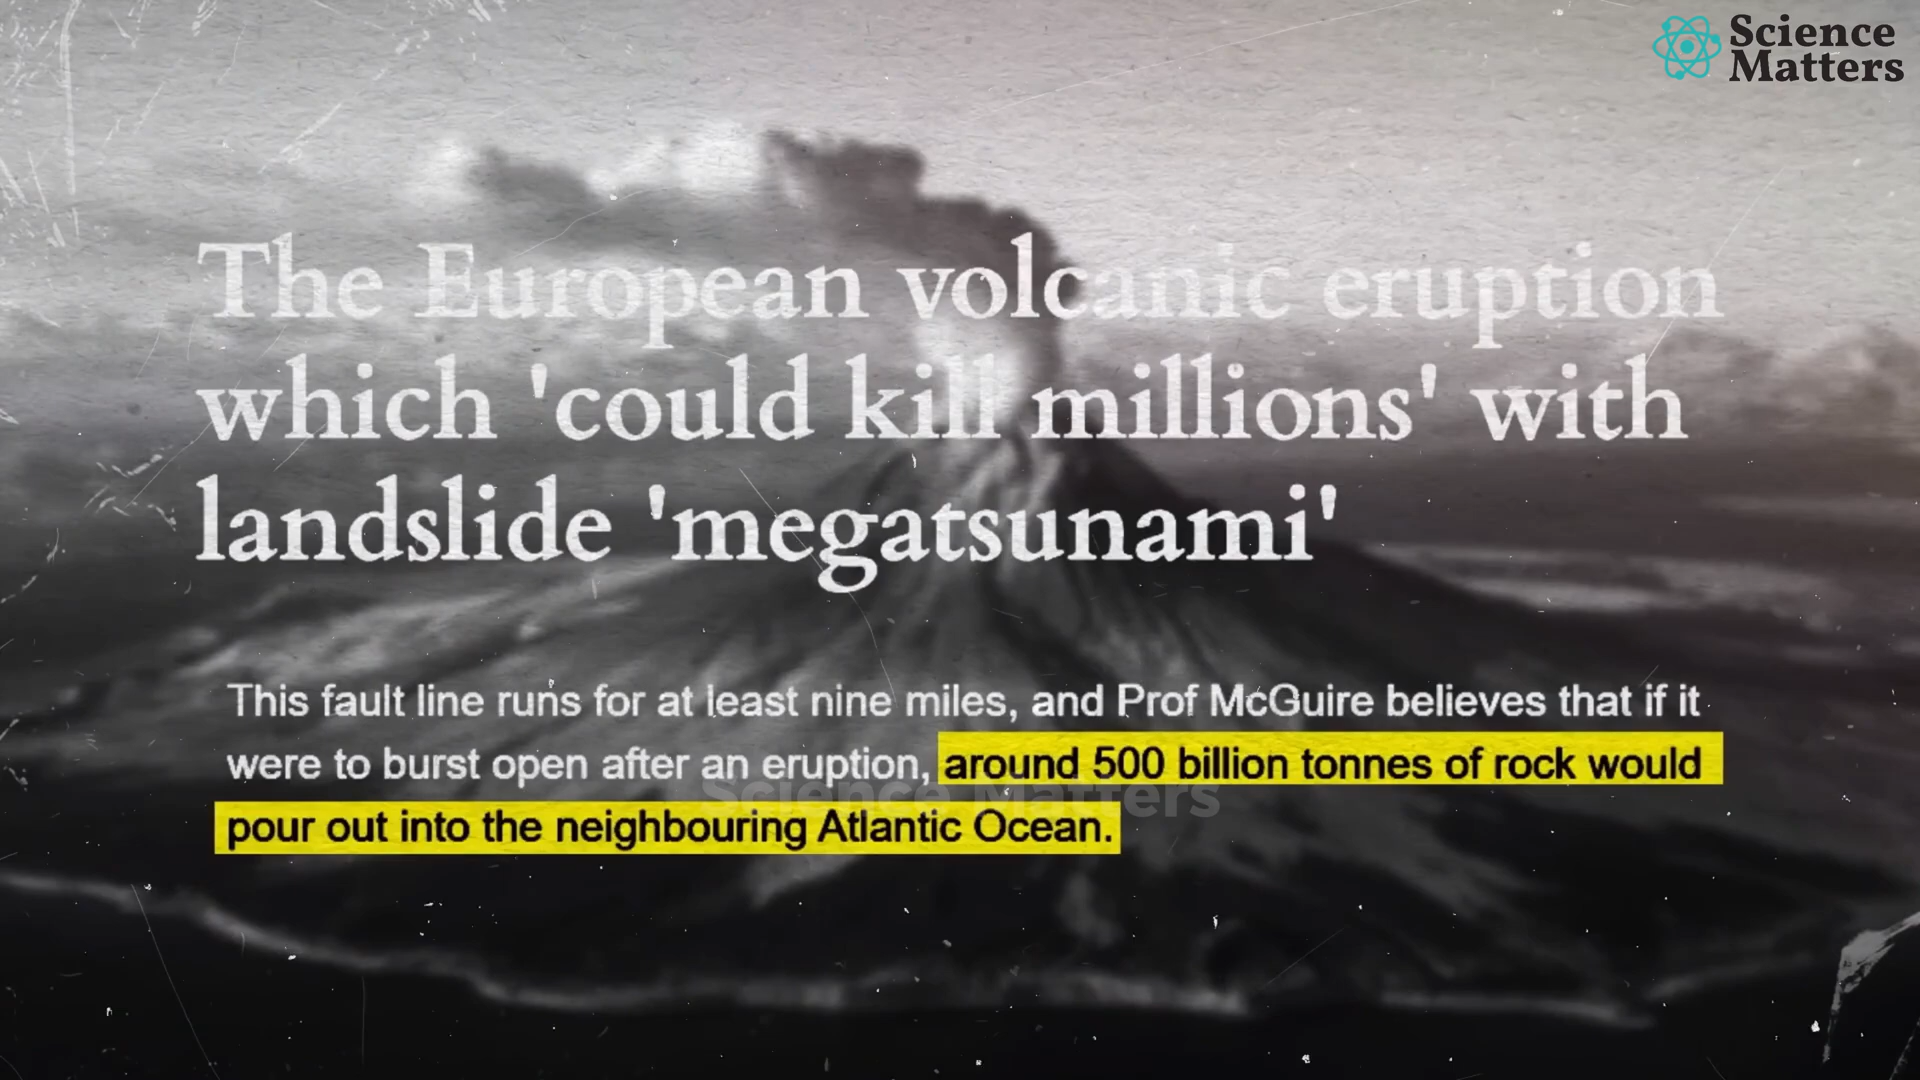 Science
Matters
The European volcanic eruption
which 'could kill millions' with
landslide 'megatsunami'
This fault line runs for at least nine miles, and Prof McGuire believes that if it
were to burst open after an eruption, around 500 billion tonnes of rock would
Science Matters
pour out into the neighbouring Atlantic Ocean.